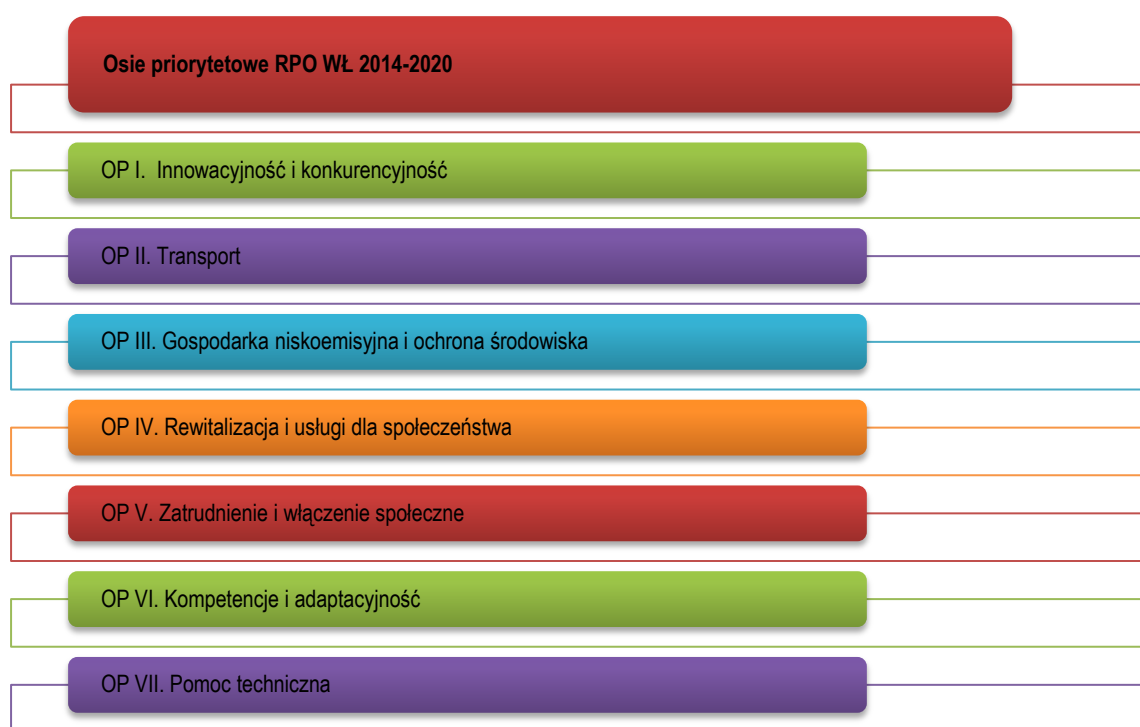 Osie priorytetowe RPO WŁ 2014-2020
OP I. Innowacyjność i konkurencyjność
OP II. Transport
OP III. Gospodarka niskoemisyjna i ochrona środowiska
OP IV. Rewitalizacja i usługi dla społeczeństwa
OP V. Zatrudnienie i włączenie społeczne
OP VI. Kompetencje i adaptacyjność
OP VII. Pomoc techniczna